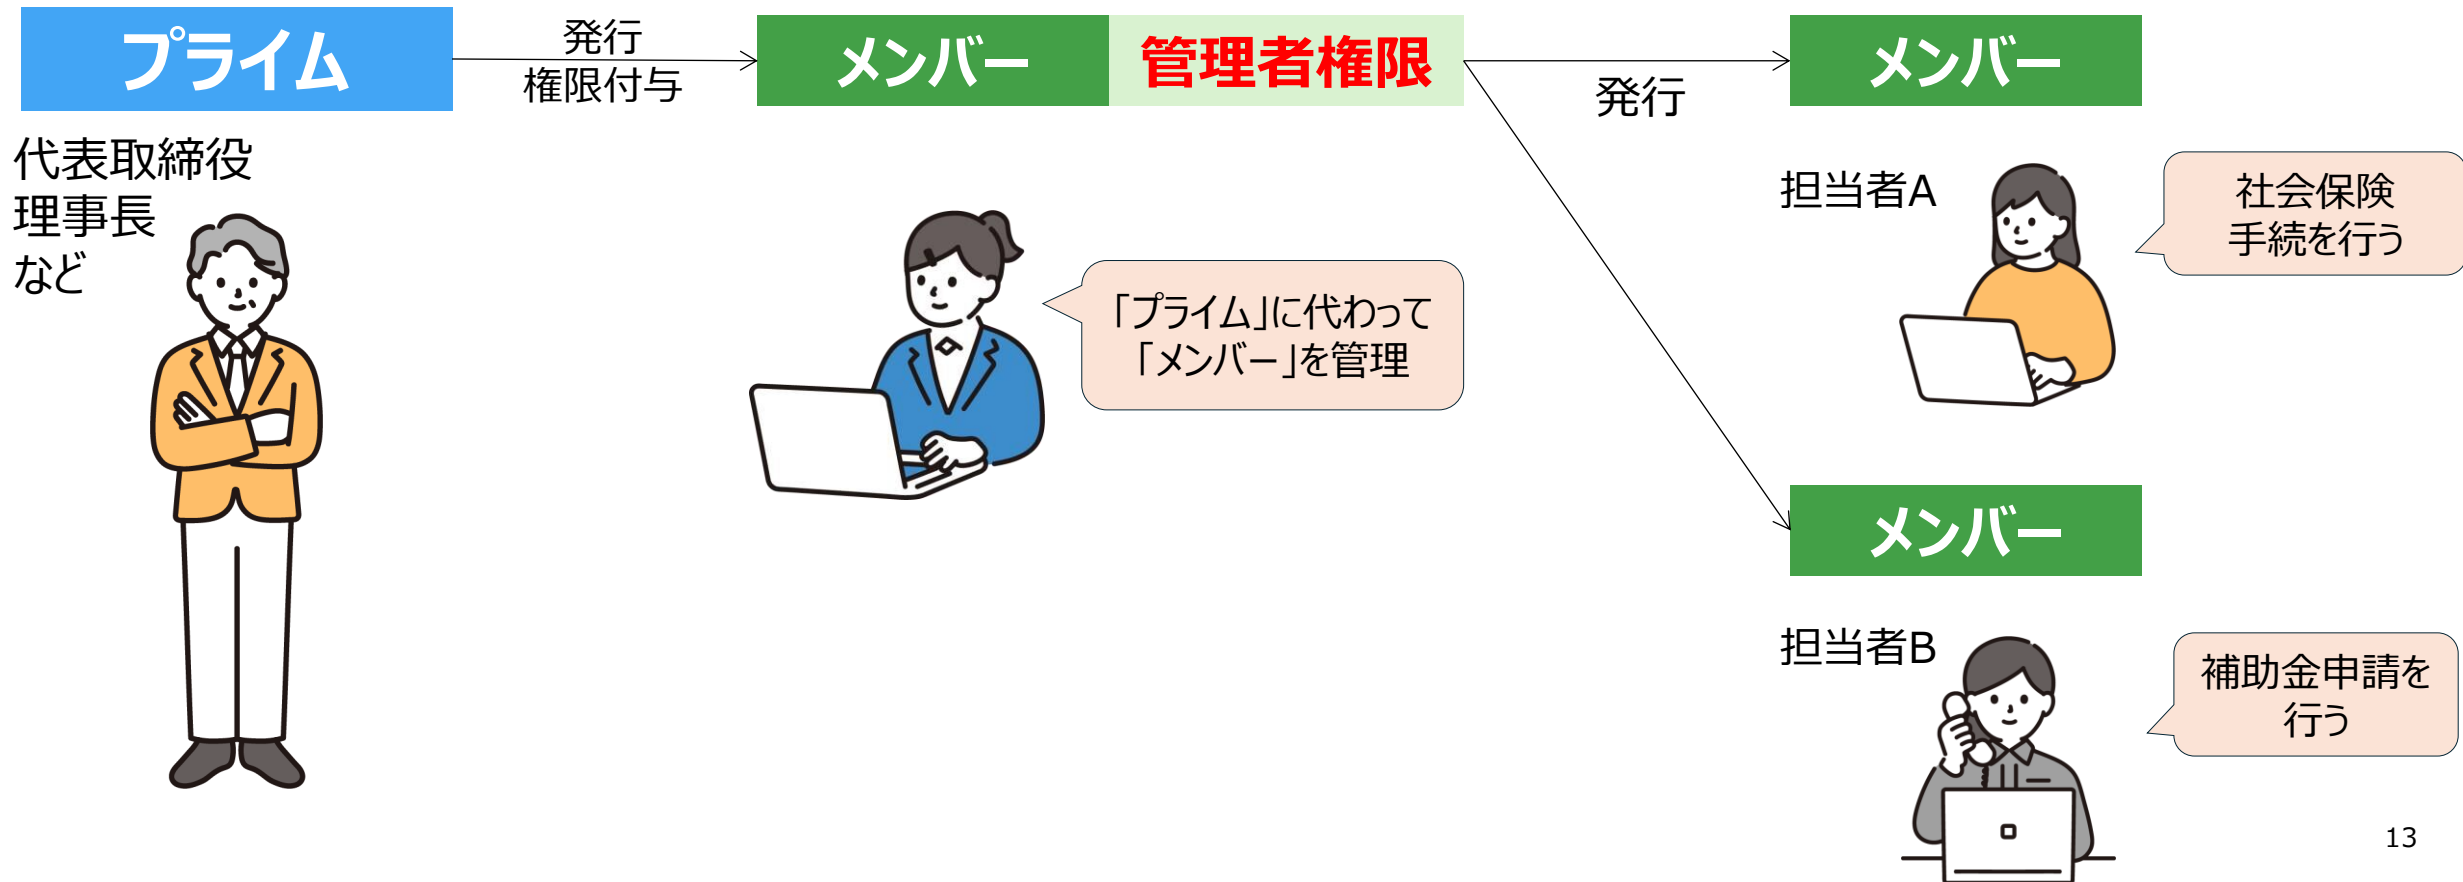 プライム
発行
権限付与
メンバー
管理者権限
発行
メンバー
代表取締役
理事長
など
「プライム」に代わって
「メンバー」を管理
担当者A
社会保険
手続を行う
メンバー
担当者B
補助金申請を
行う
13